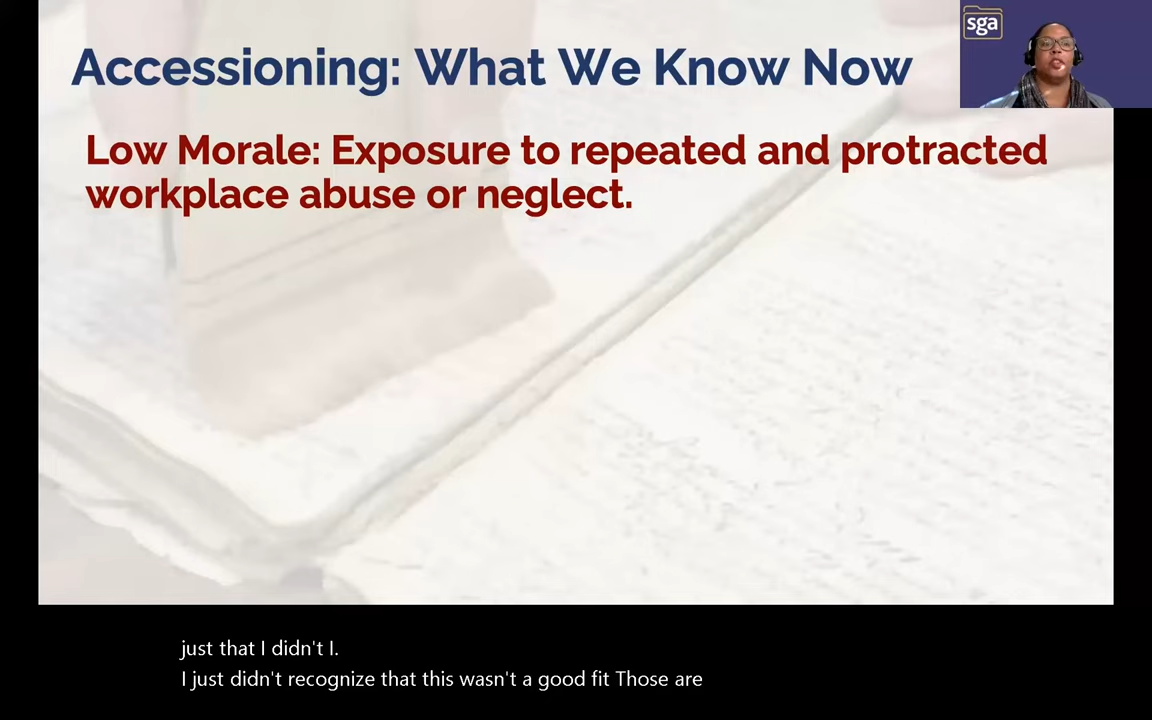 Accessioning: What We Know Now
sga
Low Morale: Exposure to repeated and protracted
workplace abuse or neglect.
just that I didn't I.
I just didn't recognize that this wasn't a good fit Those are